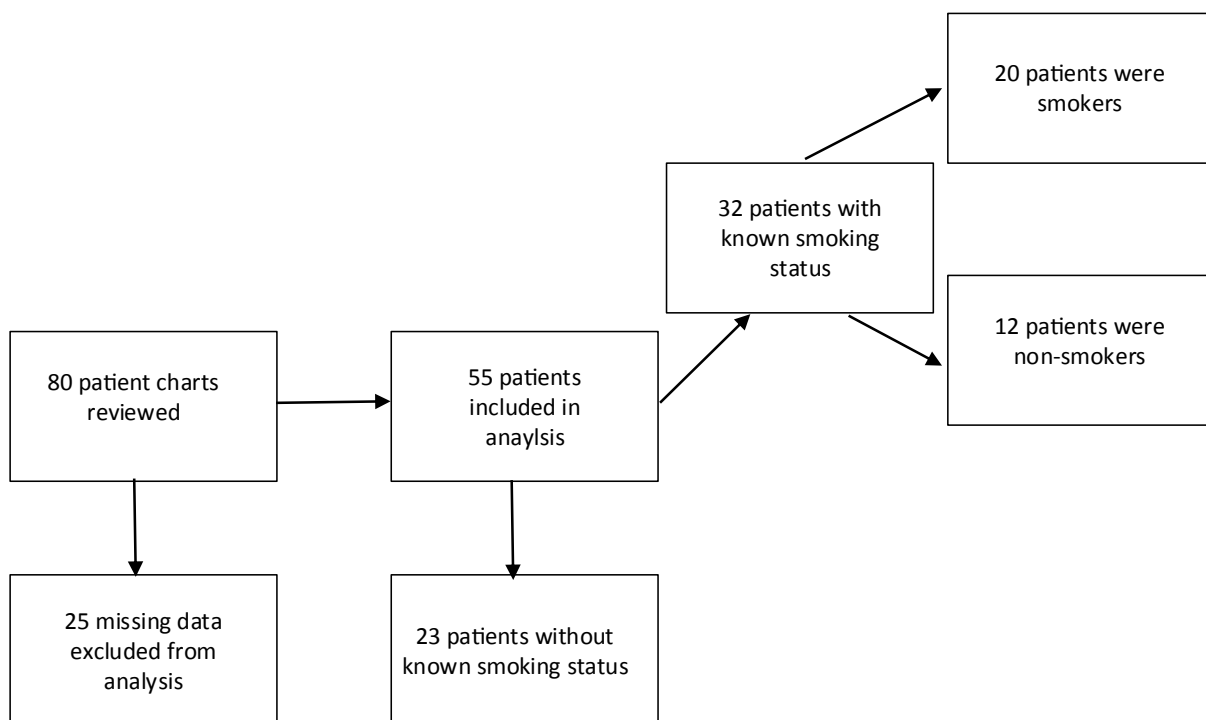 20 patients were
smokers
32 patients with
known smoking
status
12 patients were
non-smokers
80 patient charts
reviewed
55 patients
included in
anaylsis
25 missing data
excluded from
analysis
23 patients without
known smoking status